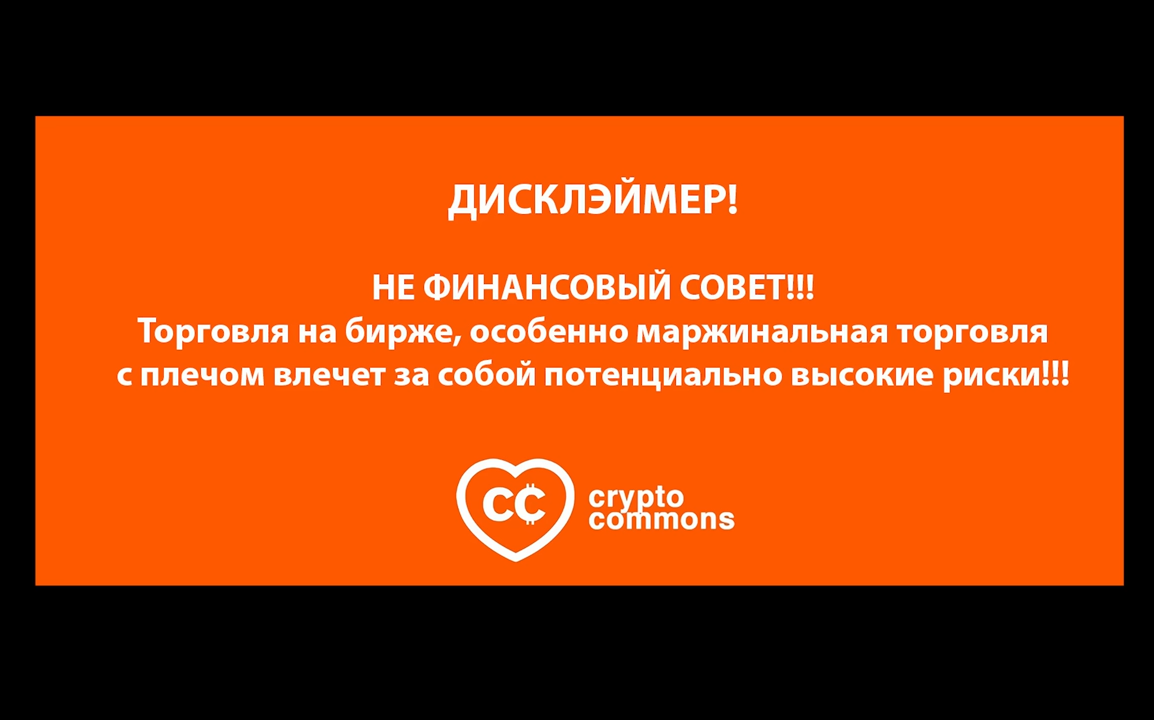 ДИСКЛЭЙМЕР!
НЕ ФИНАНСОВЫЙ СОВЕТ!!!
Торговля на бирже, особенно маржинальная торговля
с плечом влечет за собой потенциально высокие риски!!!
CC
crypto
commons